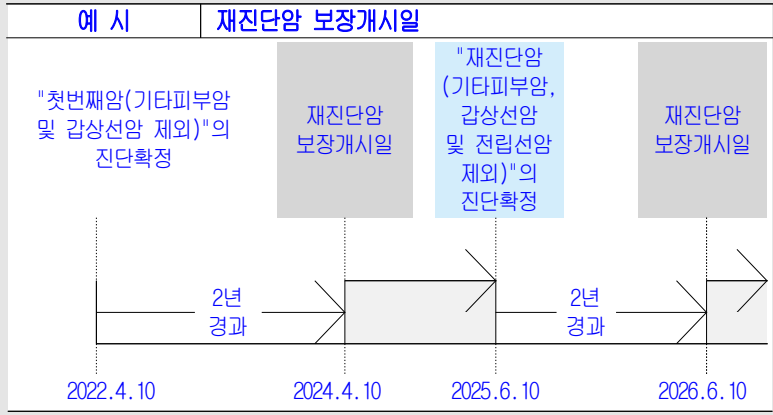 예 시
재진단암 보장개시일
"첫번째암(기타피부암
및 갑상선암 제외)"의
진단확정
재진단암
보장개시일
"재진단암
(기타피부암,
갑상선암
및 전립선암
제외)"의
진단확정
재진단암
보장개시일
2년
경과
2년
경과
2022.4.10
2024.4.10
2025.6.10
2026.6.10